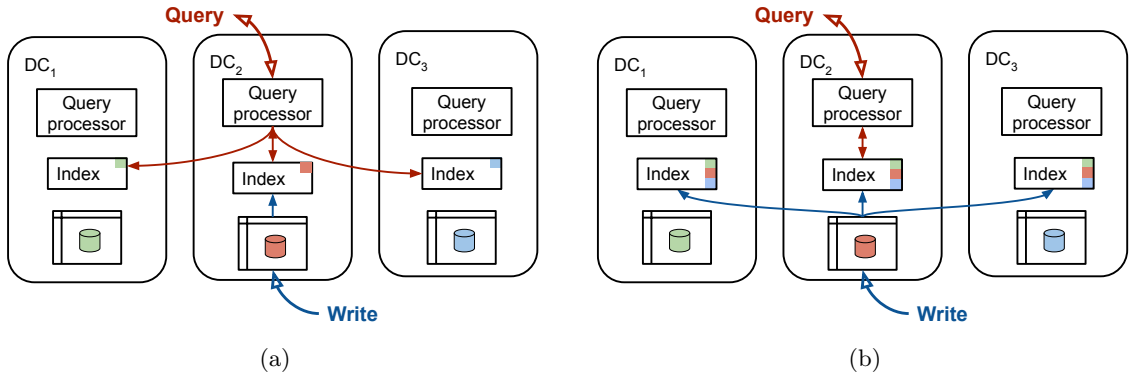 Query
DC1
Query
processor
Index
DC2
Query
processor
Index
DC3
Query
processor
Index
Write
(a)
Query
DC1
Query
processor
Index
DC2
Query
processor
Index
DC3
Query
processor
Index
Write
(b)